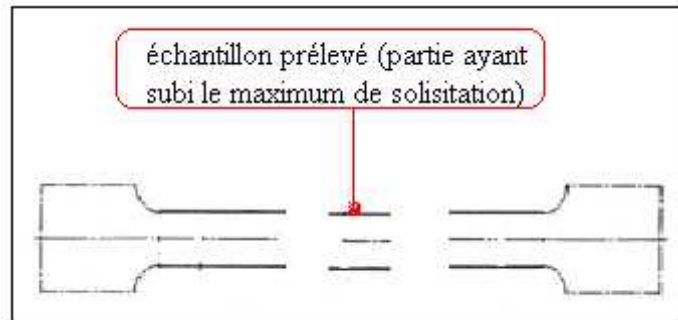 échantillon prélevé (partie ayant
subi le maximum de solisitation)